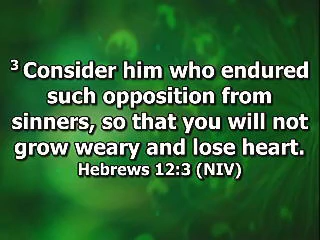 3 Consider him who endured
such opposition from
sinners, so that you will not
grow weary and lose heart.
Hebrews 12:3 (NIV)